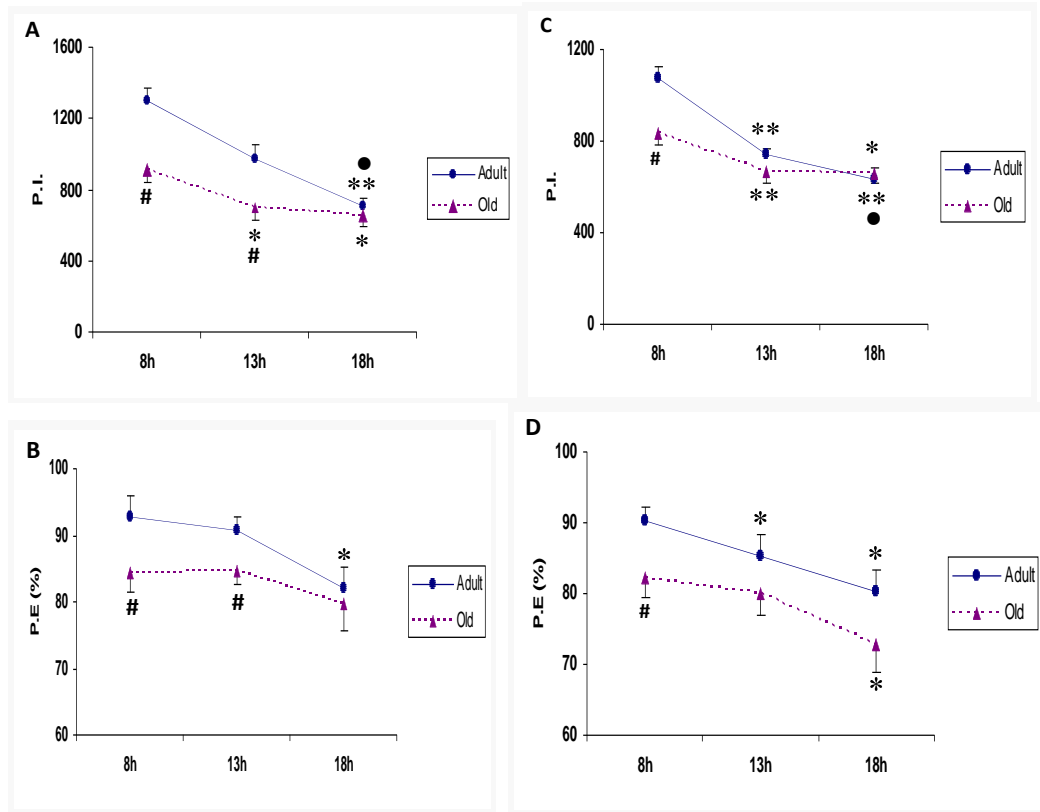 A
1600
1200
800
400
0
P.I.
8h
13h
18h
#
*
#
●
**
*
Adult
Old
C
1200
800
400
0
P.I.
8h
13h
18h
#
**
**
*
**
●
Adult
Old
B
100
90
80
70
60
P.E (%)
8h
13h
18h
#
#
*
Adult
Old
D
100
90
80
70
60
P.E (%)
8h
13h
18h
#
*
*
*
Adult
Old